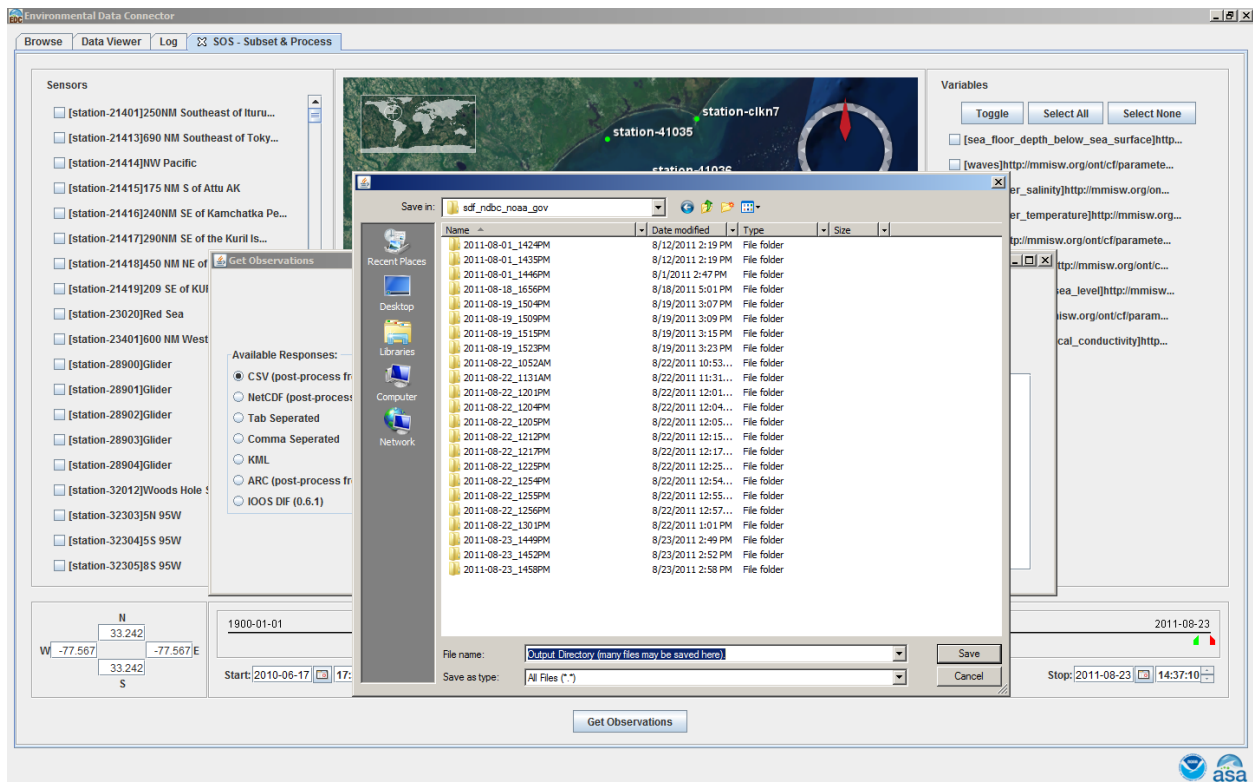 Environmental Data Connector
Browse Data Viewer Log SOS - Subset & Process
Sensors
[station-21401]250NM Southeast of Ituru...
[station-21413]690 NM Southeast of Toky...
[station-21414]NW Pacific
[station-21415]175 NM S of Attu AK
[station-21416]240NM SE of Kamchatka Pe...
[station-21417]290NM SE of the Kuril Is...
[station-21418]450 NM NE of
[station-21419]209 SE of KU
[station-23020]Red Sea
[station-23401]600 NM West
[station-28900]Glider
[station-28901]Glider
[station-28902]Glider
[station-28903]Glider
[station-28904]Glider
[station-32012]Woods Hole
[station-32303]5N 95W
[station-32304]5S 95W
[station-32305]8S 95W
station-clkn7
station-41035
station-41036
Variables
Toggle Select All Select None
[sea_floor_depth_below_sea_surface]http...
[waves]http://mmisw.org/ont/cf/paramete...
er_salinity]http://mmisw.org/on...
er_temperature]http://mmisw.org...
tp://mmisw.org/ont/cf/paramete...
ttp://mmisw.org/ont/c...
sea_level]http://mmisw...
isw.org/ont/cf/param...
cal_conductivity]http...
Get Observations
Available Responses:
CSV (post-process fr
NetCDF (post-process
Tab Seperated
Comma Seperated
KML
ARC (post-process fr
IOOS DIF (0.6.1)
Save in: sdf_ndbc_noaa_gov
Recent Places
Desktop
Libraries
Computer
Network
Name Date modified Type Size
2011-08-01_1424PM 8/12/2011 2:19 PM File folder
2011-08-01_1435PM 8/12/2011 2:19 PM File folder
2011-08-01_1446PM 8/1/2011 2:47 PM File folder
2011-08-18_1656PM 8/18/2011 5:01 PM File folder
2011-08-19_1504PM 8/19/2011 3:07 PM File folder
2011-08-19_1509PM 8/19/2011 3:09 PM File folder
2011-08-19_1515PM 8/19/2011 3:15 PM File folder
2011-08-19_1523PM 8/19/2011 3:23 PM File folder
2011-08-22_1052AM 8/22/2011 10:53... File folder
2011-08-22_1131AM 8/22/2011 11:31... File folder
2011-08-22_1201PM 8/22/2011 12:01... File folder
2011-08-22_1204PM 8/22/2011 12:04... File folder
2011-08-22_1205PM 8/22/2011 12:05... File folder
2011-08-22_1212PM 8/22/2011 12:15... File folder
2011-08-22_1217PM 8/22/2011 12:17... File folder
2011-08-22_1225PM 8/22/2011 12:25... File folder
2011-08-22_1254PM 8/22/2011 12:54... File folder
2011-08-22_1255PM 8/22/2011 12:55... File folder
2011-08-22_1256PM 8/22/2011 12:57... File folder
2011-08-22_1301PM 8/22/2011 1:01 PM File folder
2011-08-23_1449PM 8/23/2011 2:49 PM File folder
2011-08-23_1452PM 8/23/2011 2:52 PM File folder
2011-08-23_1458PM 8/23/2011 2:58 PM File folder
File name: Output Directory (many files may be saved here). Save
Save as type: All Files (*.*) Cancel
N
33.242
W -77.567 -77.567 E
33.242
S
1900-01-01 2011-08-23
Start: 2010-06-17 17: Stop: 2011-08-23 14:37:10
Get Observations
asa